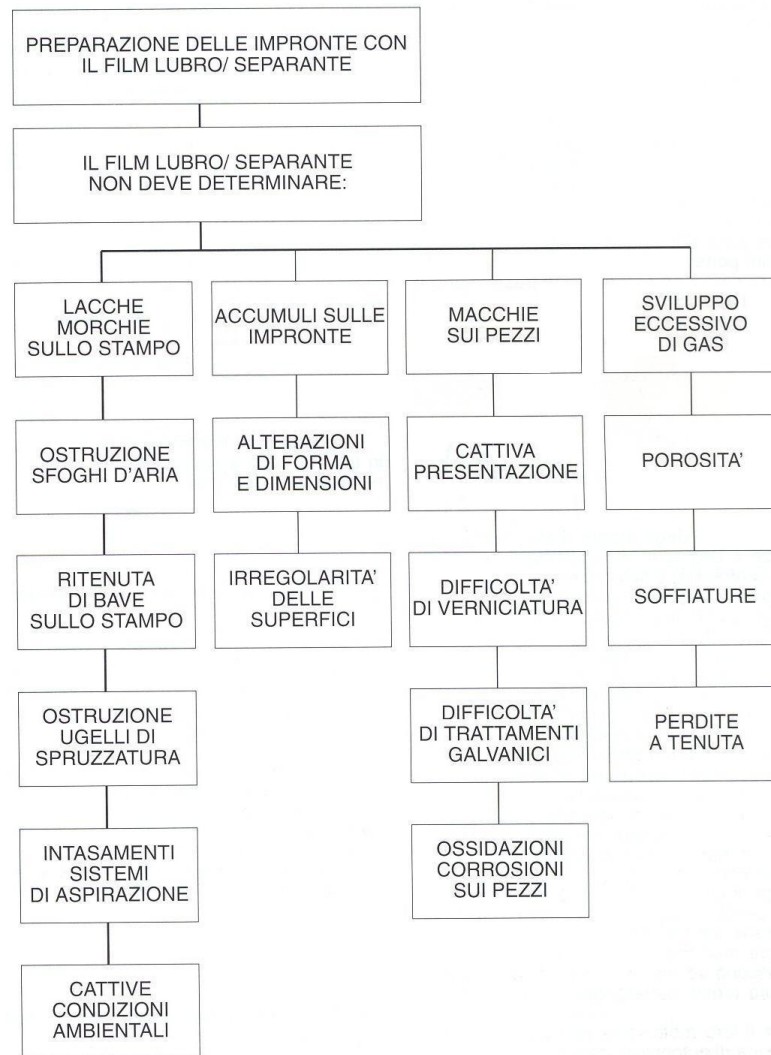 PREPARAZIONE DELLE IMPRONTE CON
IL FILM LUBRO/ SEPARANTE
IL FILM LUBRO/ SEPARANTE
NON DEVE DETERMINARE:
LACCHE
MORCHIE
SULLO STAMPO
OSTRUZIONE
SFOGHI D'ARIA
RITENUTA
DI BAVE
SULLO STAMPO
OSTRUZIONE
UGELLI DI
SPRUZZATURA
INTASAMENTI
SISTEMI
DI ASPIRAZIONE
CATTIVE
CONDIZIONI
AMBIENTALI
ACCUMULI SULLE
IMPRONTE
ALTERAZIONI
DI FORMA
E DIMENSIONI
IRREGOLARITA'
DELLE
SUPERFICI
MACCHIE
SUI PEZZI
CATTIVA
PRESENTAZIONE
DIFFICOLTA'
DI VERNICIATURA
DIFFICOLTA'
DI TRATTAMENTI
GALVANICI
OSSIDAZIONI
CORROSIONI
SUI PEZZI
SVILUPPO
ECCESSIVO
DI GAS
POROSITA'
SOFFIATURE
PERDITE
A TENUTA